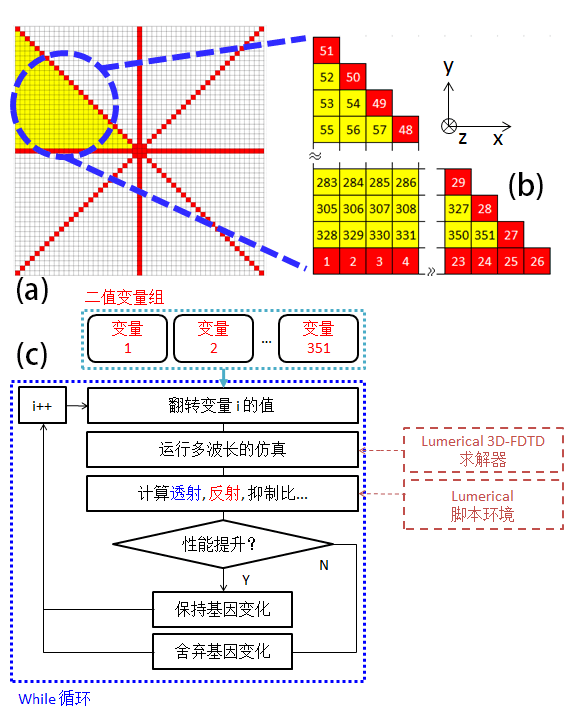 51
52 50
53 54 49
55 56 57 48
≈ ≈
283 284 285 286 29
305 306 307 308 327 28
328 329 330 331 350 351 27
1 2 3 4 ≈ 23 24 25 26
y
z
x
(a)
(b)
(c)
二值变量组
变量 变量 变量
1 2 ... 351
i++
翻转变量 i 的值
运行多波长的仿真
计算透射, 反射, 抑制比...
性能提升?
N
Y
保持基因变化
舍弃基因变化
While 循环
Lumerical 3D-FDTD
求解器
Lumerical
脚本环境